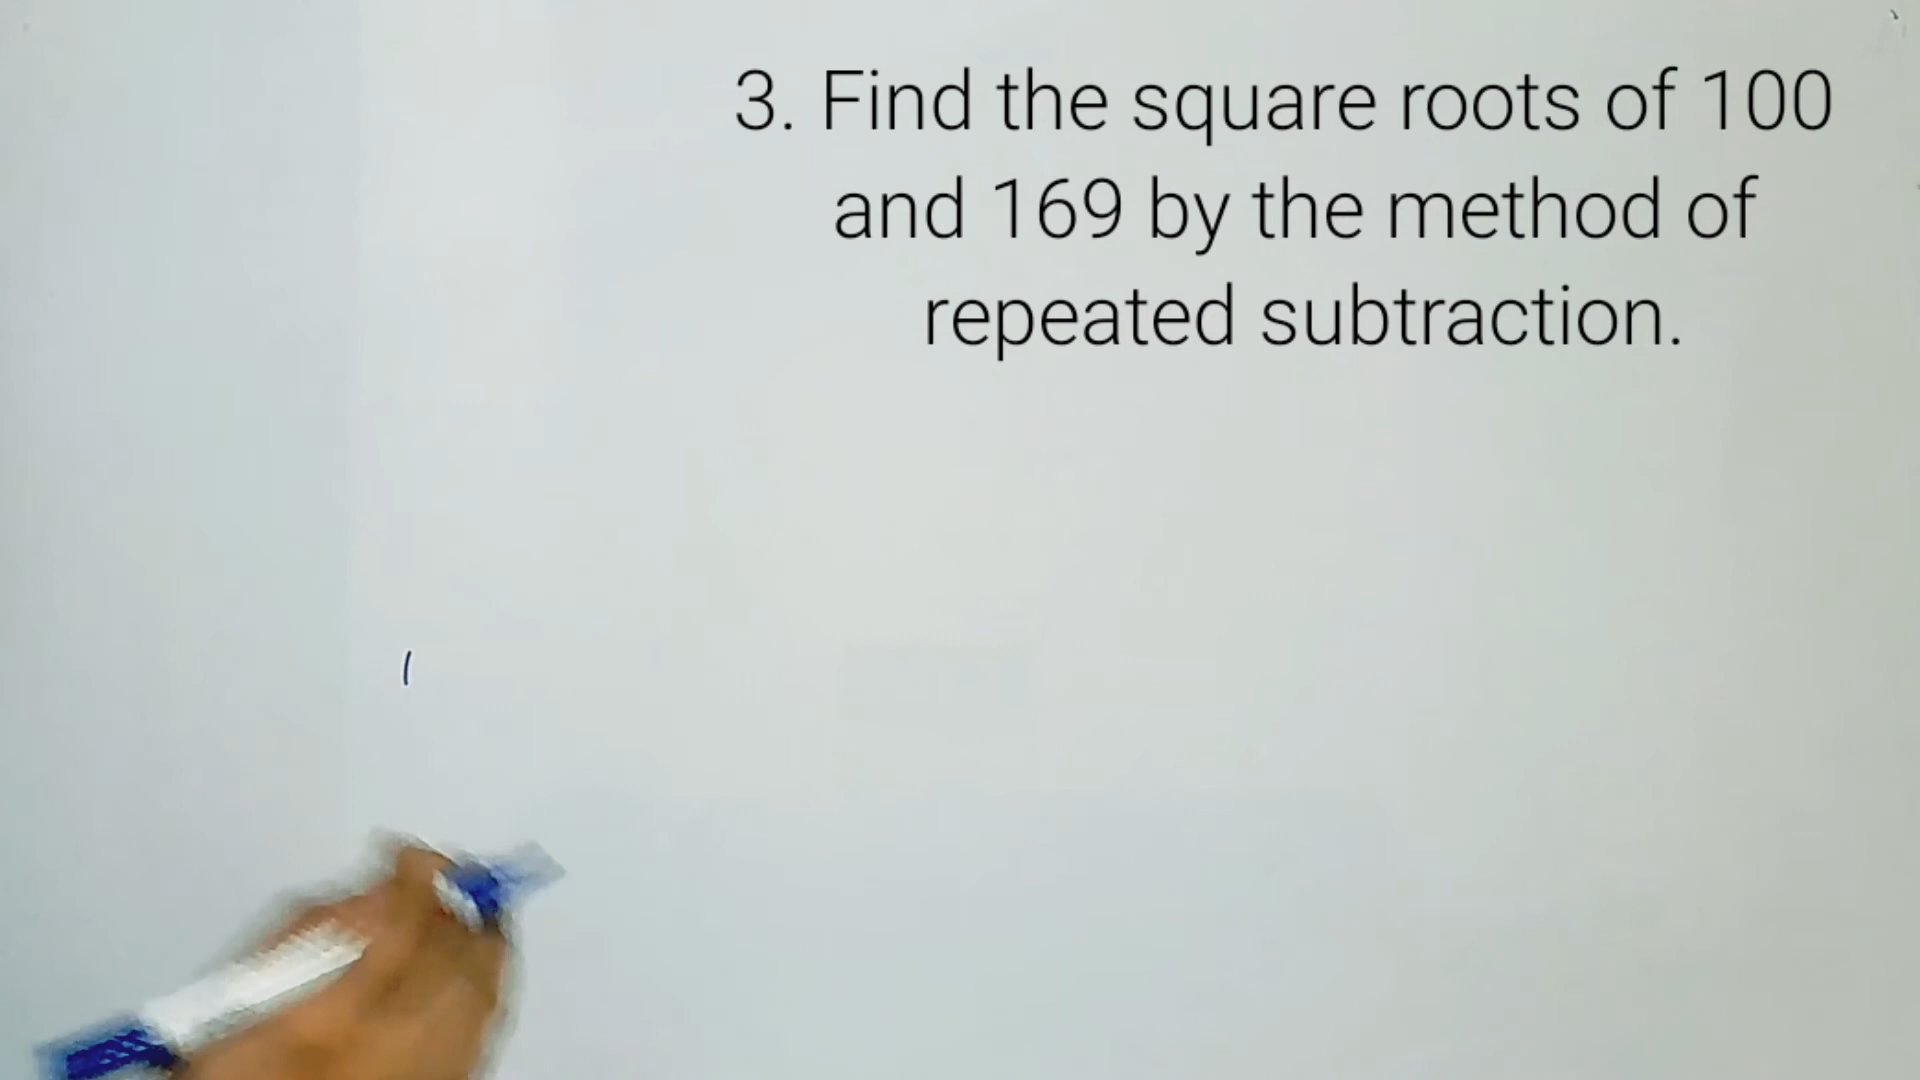 3. Find the square roots of 100
and 169 by the method of
repeated subtraction.